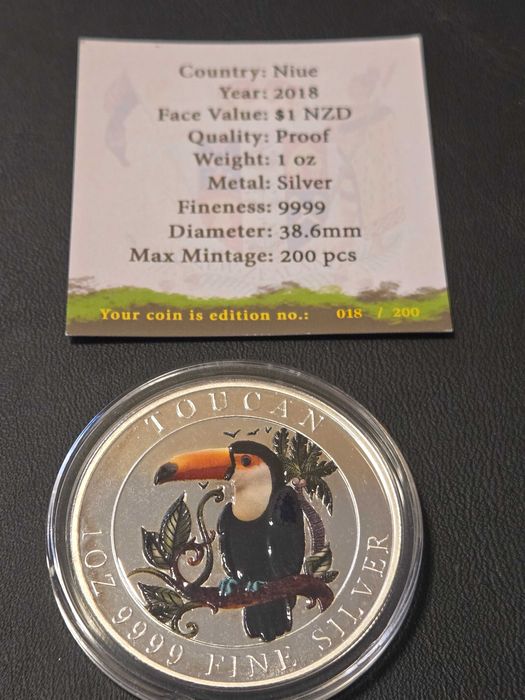 Country: Niue
Year: 2018
Face Value: $1 NZD
Quality: Proof
Weight: 1 oz
Metal: Silver
Fineness: 9999
Diameter: 38.6mm
Max Mintage: 200 pcs
Your coin is edition no.: 018 / 200
TOUCAN
1OZ 9999 FINE SILVER